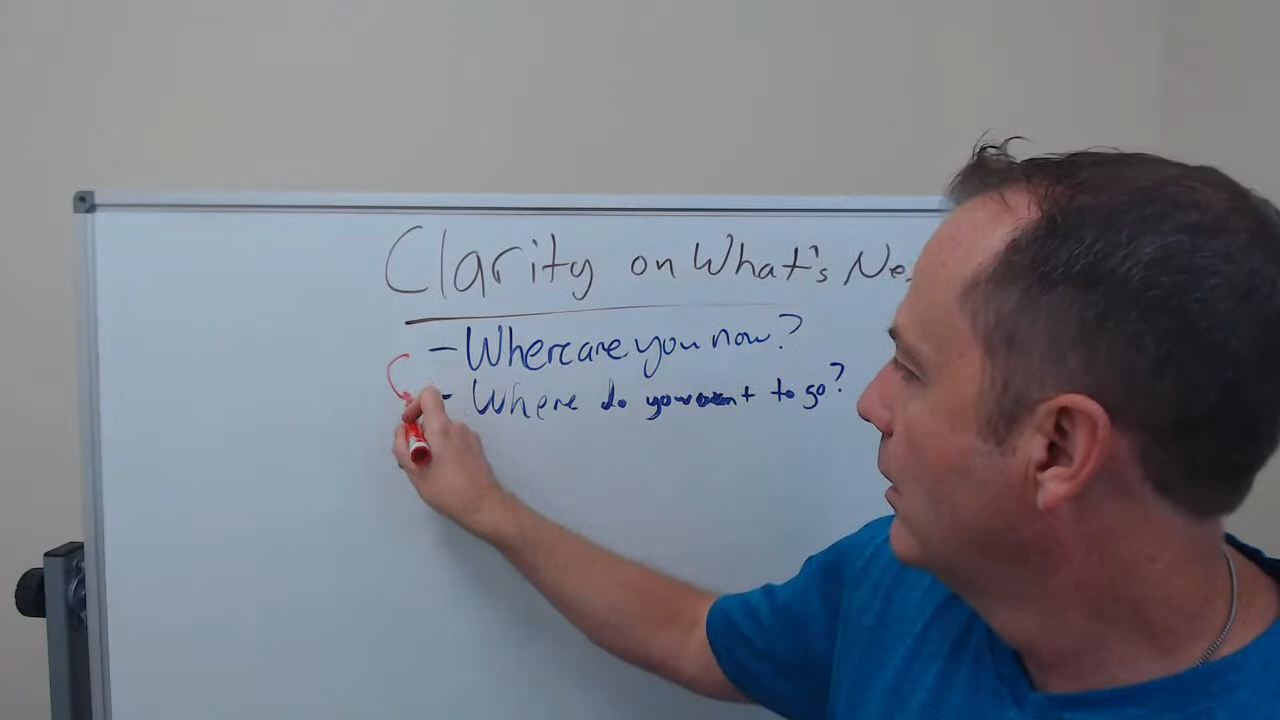 Clarity on What's Ne
- Where are you now?
- Where do you want to go?